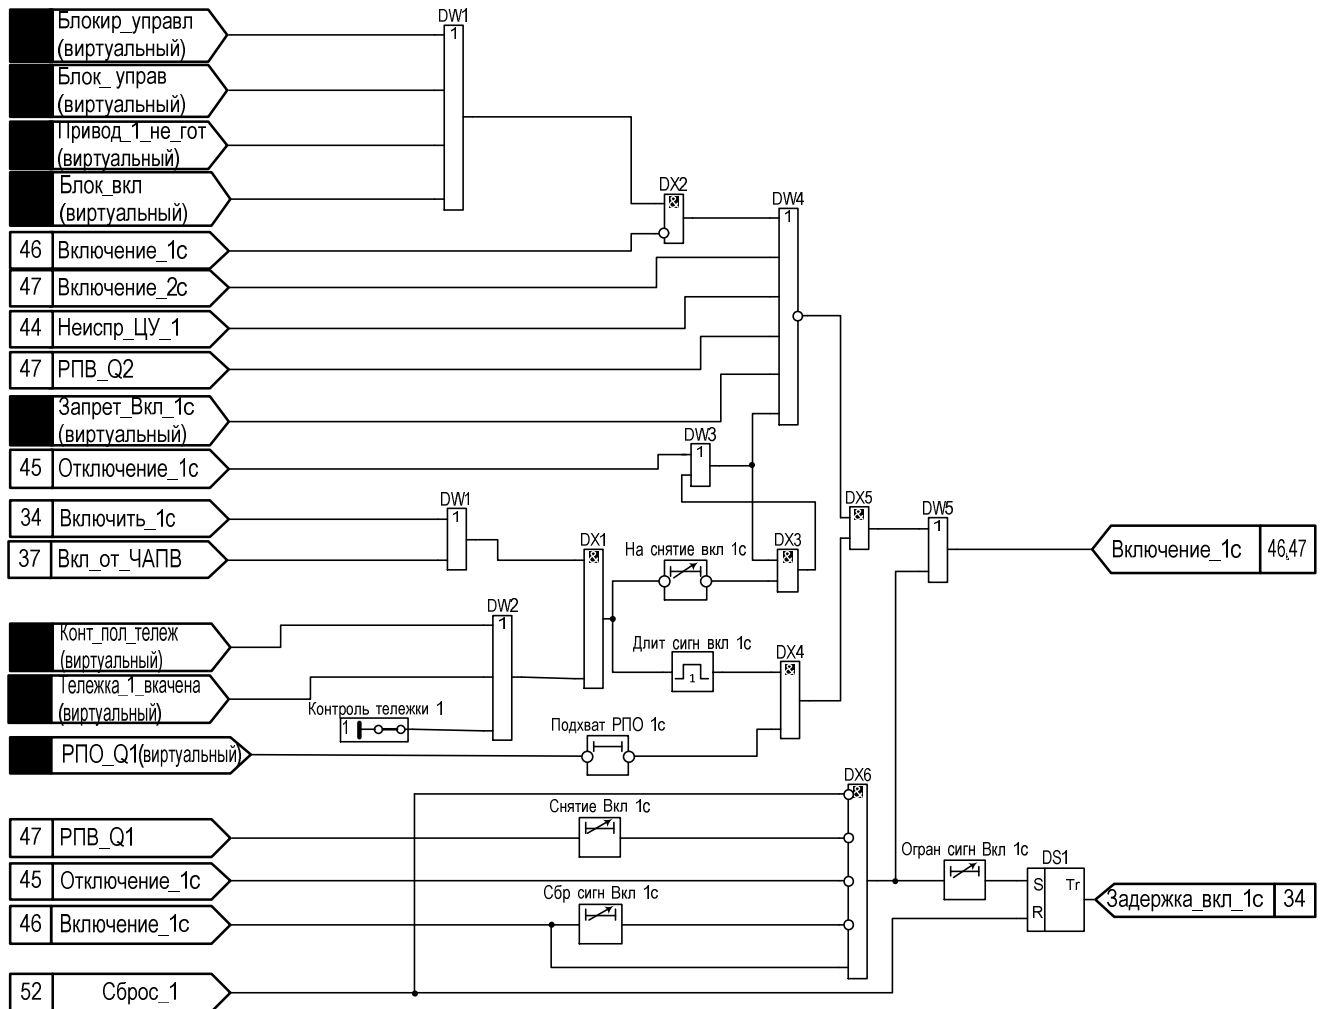 Блокир_управл
(виртуальный)
DW1
1
Блок_ управ
(виртуальный)
Привод_1_не_гот
(виртуальный)
Блок_вкл
(виртуальный)
DX2
&
DW4
1
46 Включение_1с
47 Включение_2с
44 Неиспр_ЦУ_1
47 РПВ_Q2
Запрет_Вкл_1с
(виртуальный)
DW3
1
45 Отключение_1с
34 Включить_1с
DW1
1
DX5
&
DW5
1
37 Вкл_от_ЧАПВ
DX1
&
На снятие вкл 1с
DX3
&
Включение_1с 46,47
DW2
1
Конт_пол_тележ
(виртуальный)
Длит сигн вкл 1с
1
DX4
&
Тележка_1_вкачена
(виртуальный)
Контроль тележки 1
1
Подхват РПО 1с
РПО_Q1(виртуальный)
DX6
&
Снятие Вкл 1с
47 РПВ_Q1
Огран сигн Вкл 1с
DS1
45 Отключение_1с
S Tr
R
Сбр сигн Вкл 1с
Задержка_вкл_1с 34
46 Включение_1с
52 Сброс_1